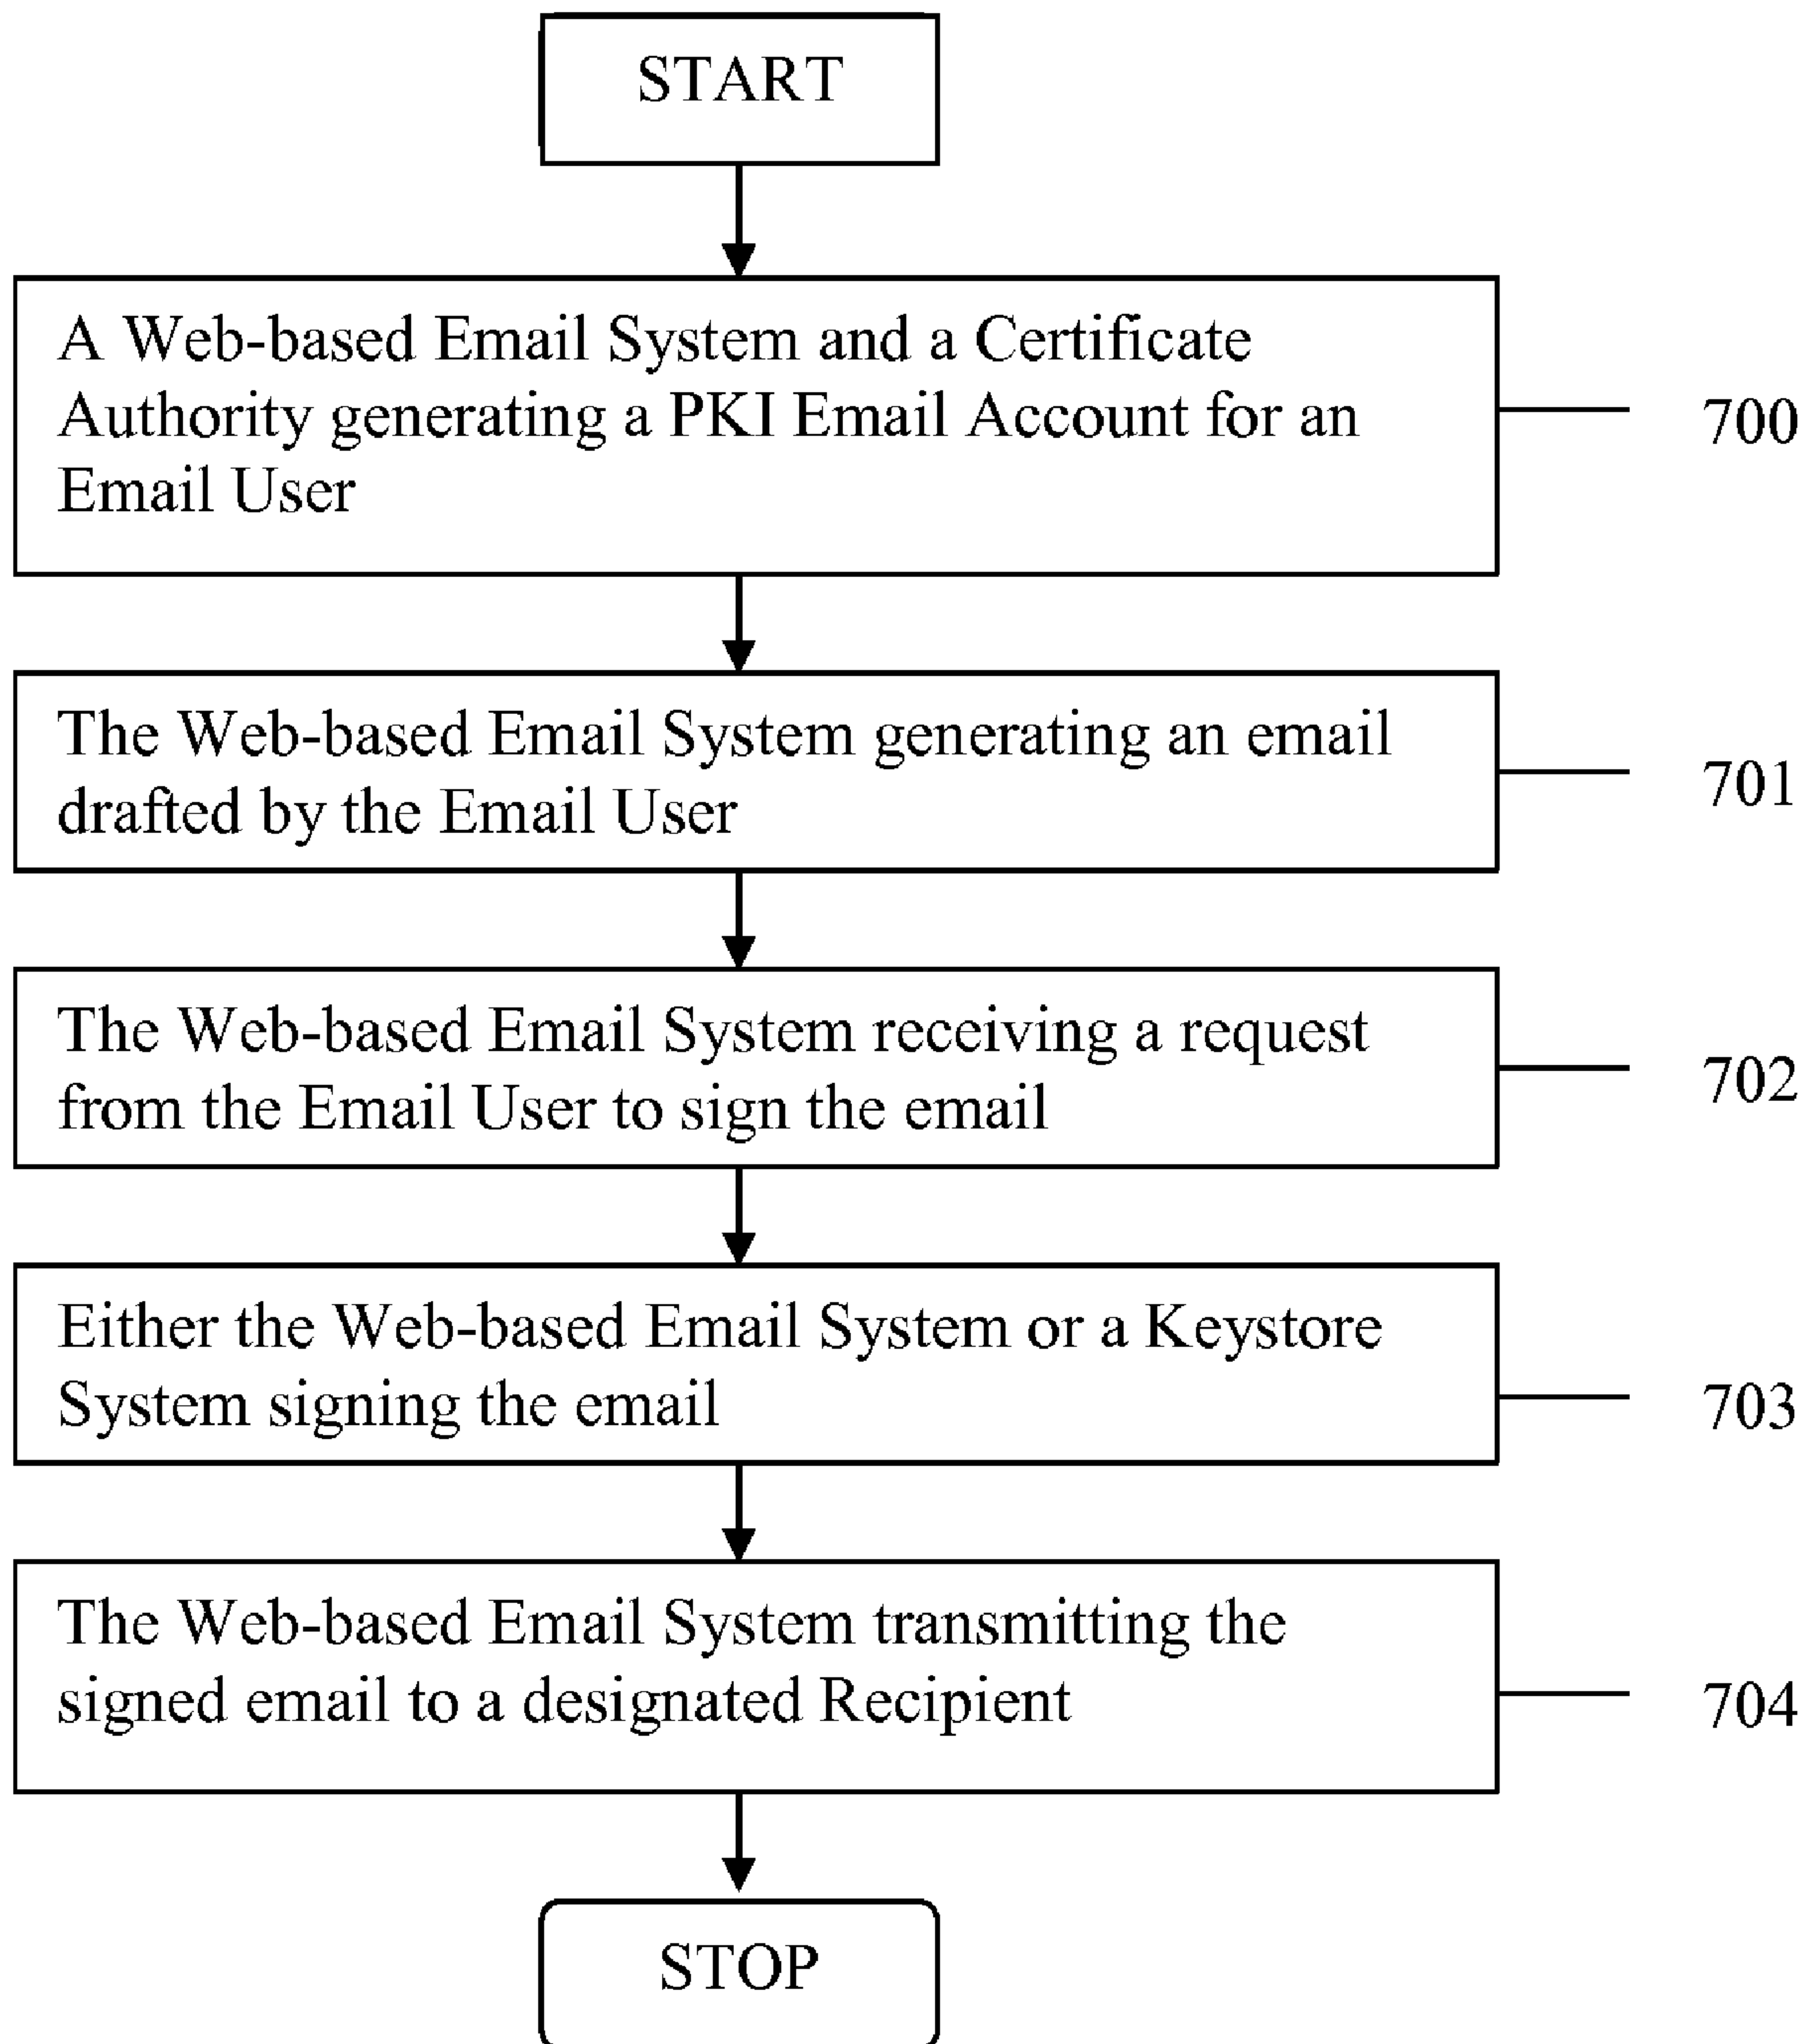 START
A Web-based Email System and a Certificate
Authority generating a PKI Email Account for an
Email User
700
The Web-based Email System generating an email
drafted by the Email User
701
The Web-based Email System receiving a request
from the Email User to sign the email
702
Either the Web-based Email System or a Keystore
System signing the email
703
The Web-based Email System transmitting the
signed email to a designated Recipient
704
STOP